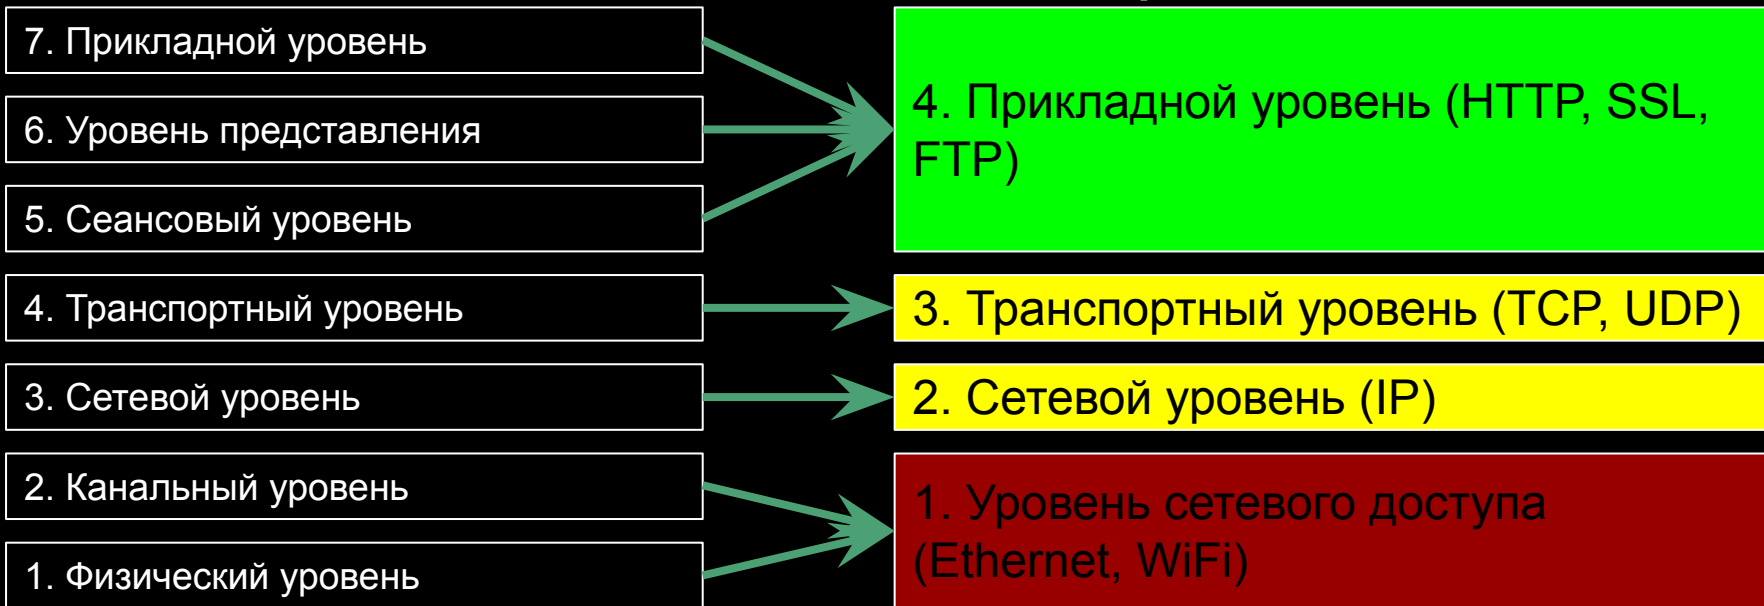 7. Прикладной уровень
6. Уровень представления
5. Сеансовый уровень
4. Транспортный уровень
3. Сетевой уровень
2. Канальный уровень
1. Физический уровень
4. Прикладной уровень (HTTP, SSL,
FTP)
3. Транспортный уровень (TCP, UDP)
2. Сетевой уровень (IP)
1. Уровень сетевого доступа
(Ethernet, WiFi)